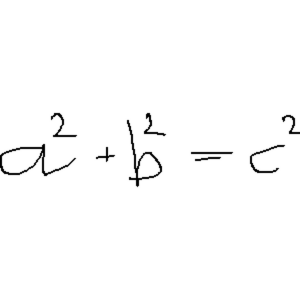 a² + b² = c²